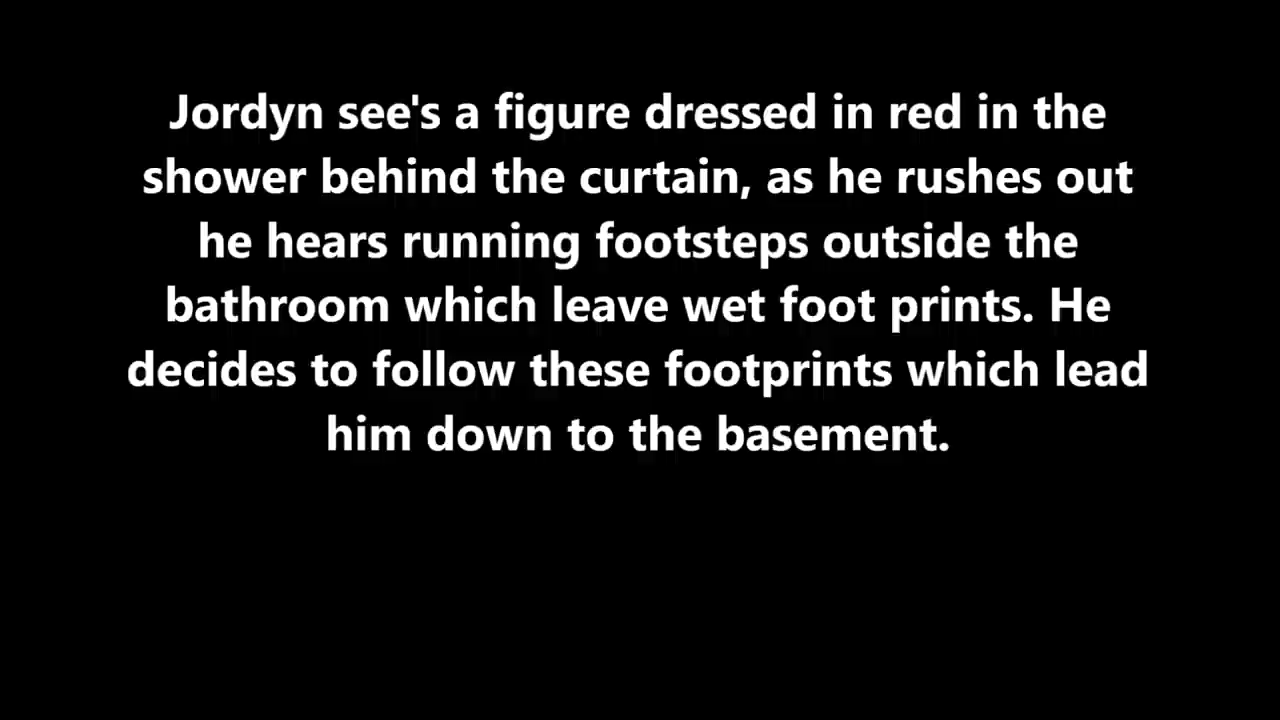 Jordyn see's a figure dressed in red in the
shower behind the curtain, as he rushes out
he hears running footsteps outside the
bathroom which leave wet foot prints. He
decides to follow these footprints which lead
him down to the basement.